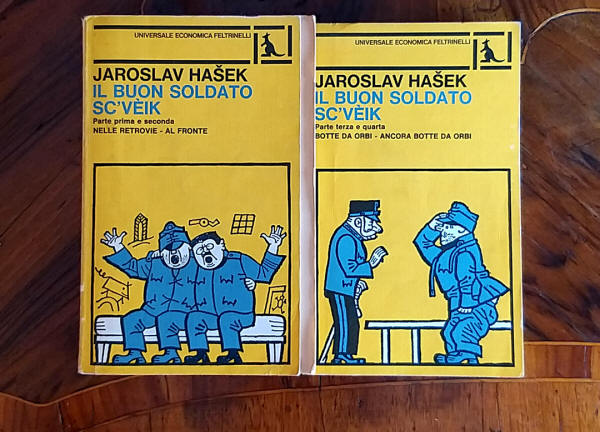 UNIVERSALE ECONOMICA FELTRINELLI
JAROSLAV HAŠEK
IL BUON SOLDATO
SC'VÈIK
Parte prima e seconda
NELLE RETROVIE - AL FRONTE
UNIVERSALE ECONOMICA FELTRINELLI
JAROSLAV HAŠEK
IL BUON SOLDATO
SC'VÈIK
Parte terza e quarta
BOTTE DA ORBI - ANCORA BOTTE DA ORBI